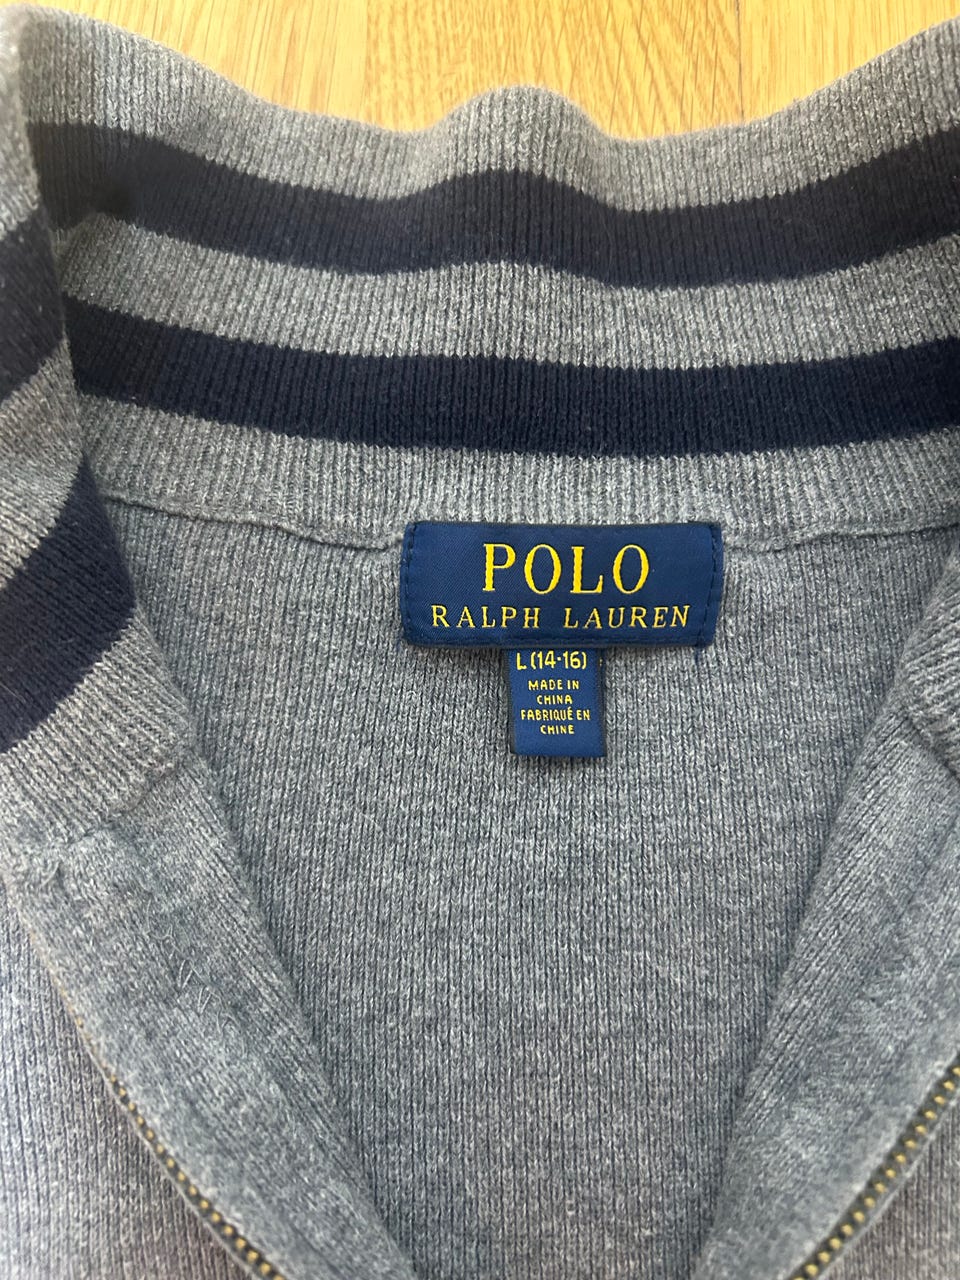 POLO
RALPH LAUREN
L (14-16)
MADE IN
CHINA
FABRIQUÉ EN
CHINE